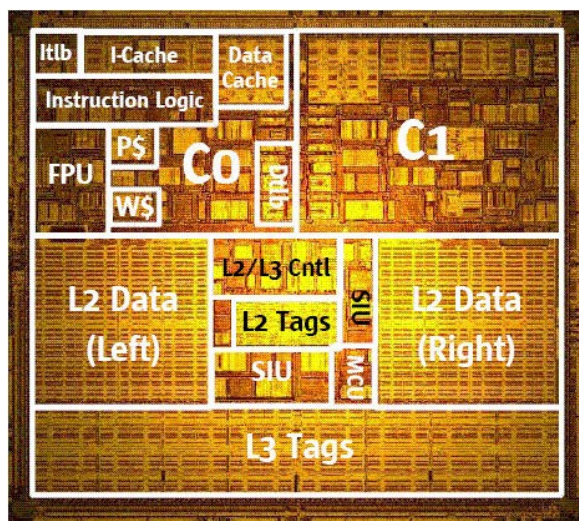 Itlb
I-Cache
Data
Cache
Instruction Logic
FPU
P$
W$
C0
Dtlb
C1
L2 Data
(Left)
L2/L3 Cntl
L2 Tags
SIU
SIU
MCU
L2 Data
(Right)
L3 Tags